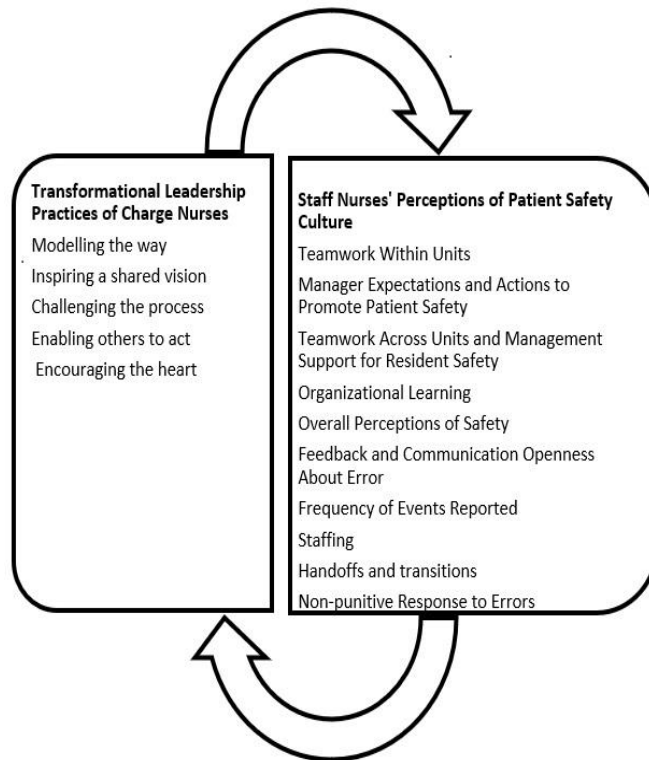 Transformational Leadership
Practices of Charge Nurses
Modelling the way
Inspiring a shared vision
Challenging the process
Enabling others to act
Encouraging the heart
Staff Nurses' Perceptions of Patient Safety
Culture
Teamwork Within Units
Manager Expectations and Actions to
Promote Patient Safety
Teamwork Across Units and Management
Support for Resident Safety
Organizational Learning
Overall Perceptions of Safety
Feedback and Communication Openness
About Error
Frequency of Events Reported
Staffing
Handoffs and transitions
Non-punitive Response to Errors